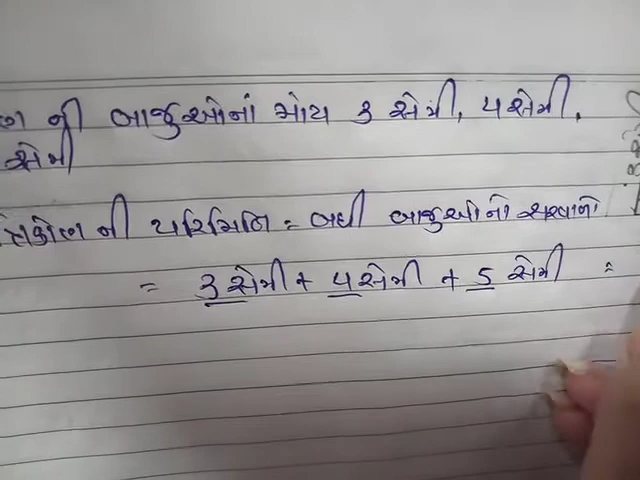 ની બાજુઓનાં માપ 3 સેમી, 4 સેમી,
સેમી
ત્રિકોણ ની પરિમિતિ = બધી બાજુઓનો સરવાળો
= 3 સેમી + 4 સેમી + 5 સેમી =